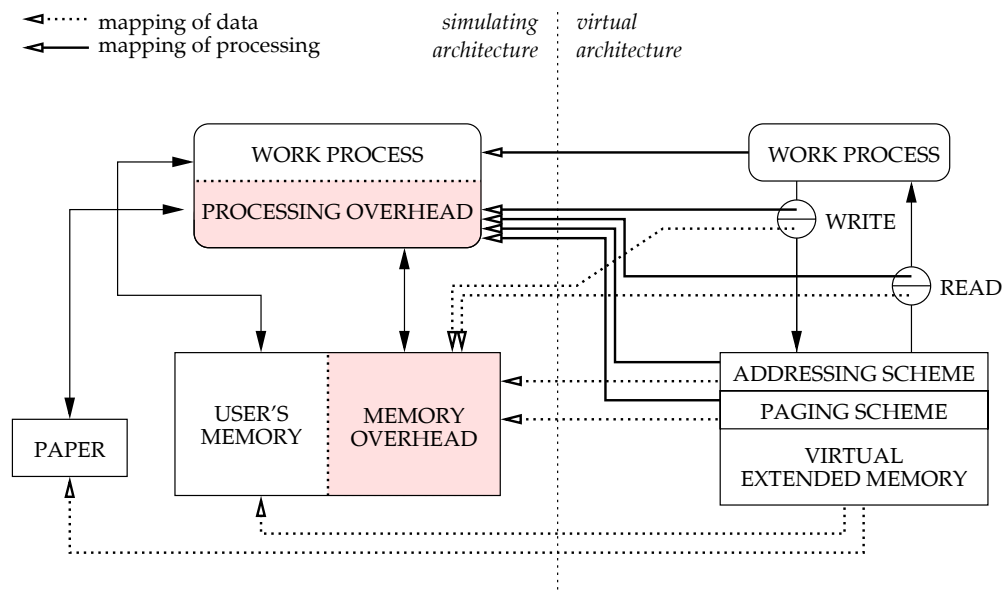 mapping of data
mapping of processing
simulating
architecture
virtual
architecture
WORK PROCESS
PROCESSING OVERHEAD
WORK PROCESS
WRITE
READ
USER'S
MEMORY
MEMORY
OVERHEAD
ADDRESSING SCHEME
PAGING SCHEME
VIRTUAL
EXTENDED MEMORY
PAPER